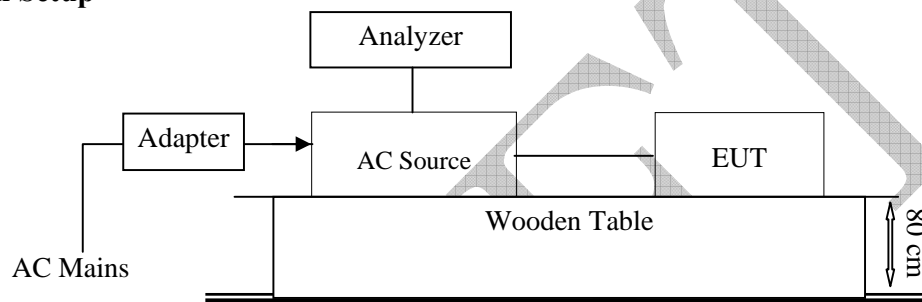 Setup
Analyzer
Adapter
AC Source
EUT
Wooden Table
80 cm
AC Mains